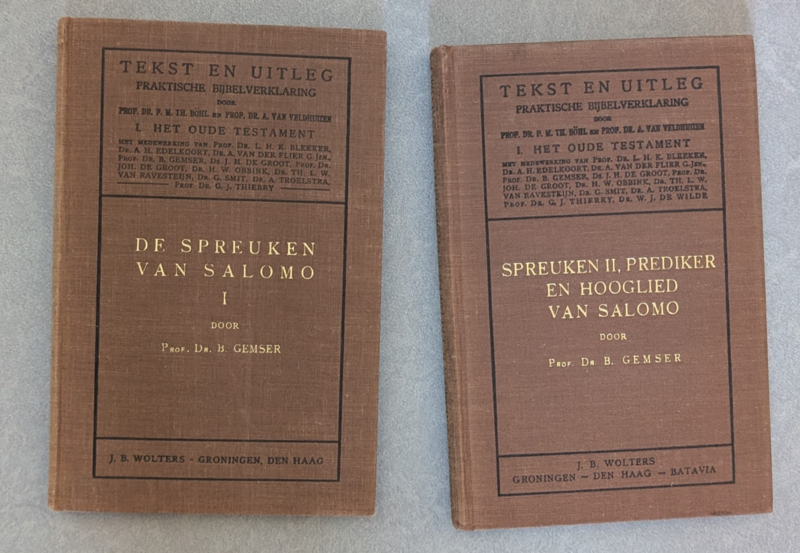 TEKST EN UITLEG
PRAKTISCHE BIJBELVERKLARING
DOOR
PROF. DR. F. M. TH. BÖHL EN PROF. DR. A. VAN VELDHUIZEN
I. HET OUDE TESTAMENT
MET MEDEWERKING VAN PROF. DR. L. H. K. BLEEKER,
DR. A. H. EDELKOORT, DR. A. VAN DER FLIER G.JZN.,
PROF. DR. B. GEMSER, DS. J. H. DE GROOT, PROF. DR.
JOH. DE GROOT, DR. H. W. OBBINK, DR. TH. L. W.
VAN RAVESTEIJN, DR. G. SMIT, DR. A. TROELSTRA,
PROF. DR. G. J. THIERRY
DE SPREUKEN
VAN SALOMO
I
DOOR
PROF. DR. B. GEMSER
J. B. WOLTERS - GRONINGEN, DEN HAAG
TEKST EN UITLEG
PRAKTISCHE BIJBELVERKLARING
DOOR
PROF. DR. F. M. TH. BÖHL EN PROF. DR. A. VAN VELDHUIZEN
I. HET OUDE TESTAMENT
MET MEDEWERKING VAN PROF. DR. L. H. K. BLEEKER,
DR. A. H. EDELKOORT, DR. A. VAN DER FLIER G.JZN.,
PROF. DR. B. GEMSER, DS. J. H. DE GROOT, PROF. DR.
JOH. DE GROOT, DR. H. W. OBBINK, DR. TH. L. W.
VAN RAVESTEIJN, DR. G. SMIT, DR. A. TROELSTRA,
PROF. DR. G. J. THIERRY, DR. W. J. DE WILDE
SPREUKEN II, PREDIKER
EN HOOGLIED
VAN SALOMO
DOOR
PROF. DR B. GEMSER
J. B. WOLTERS
GRONINGEN – DEN HAAG – BATAVIA